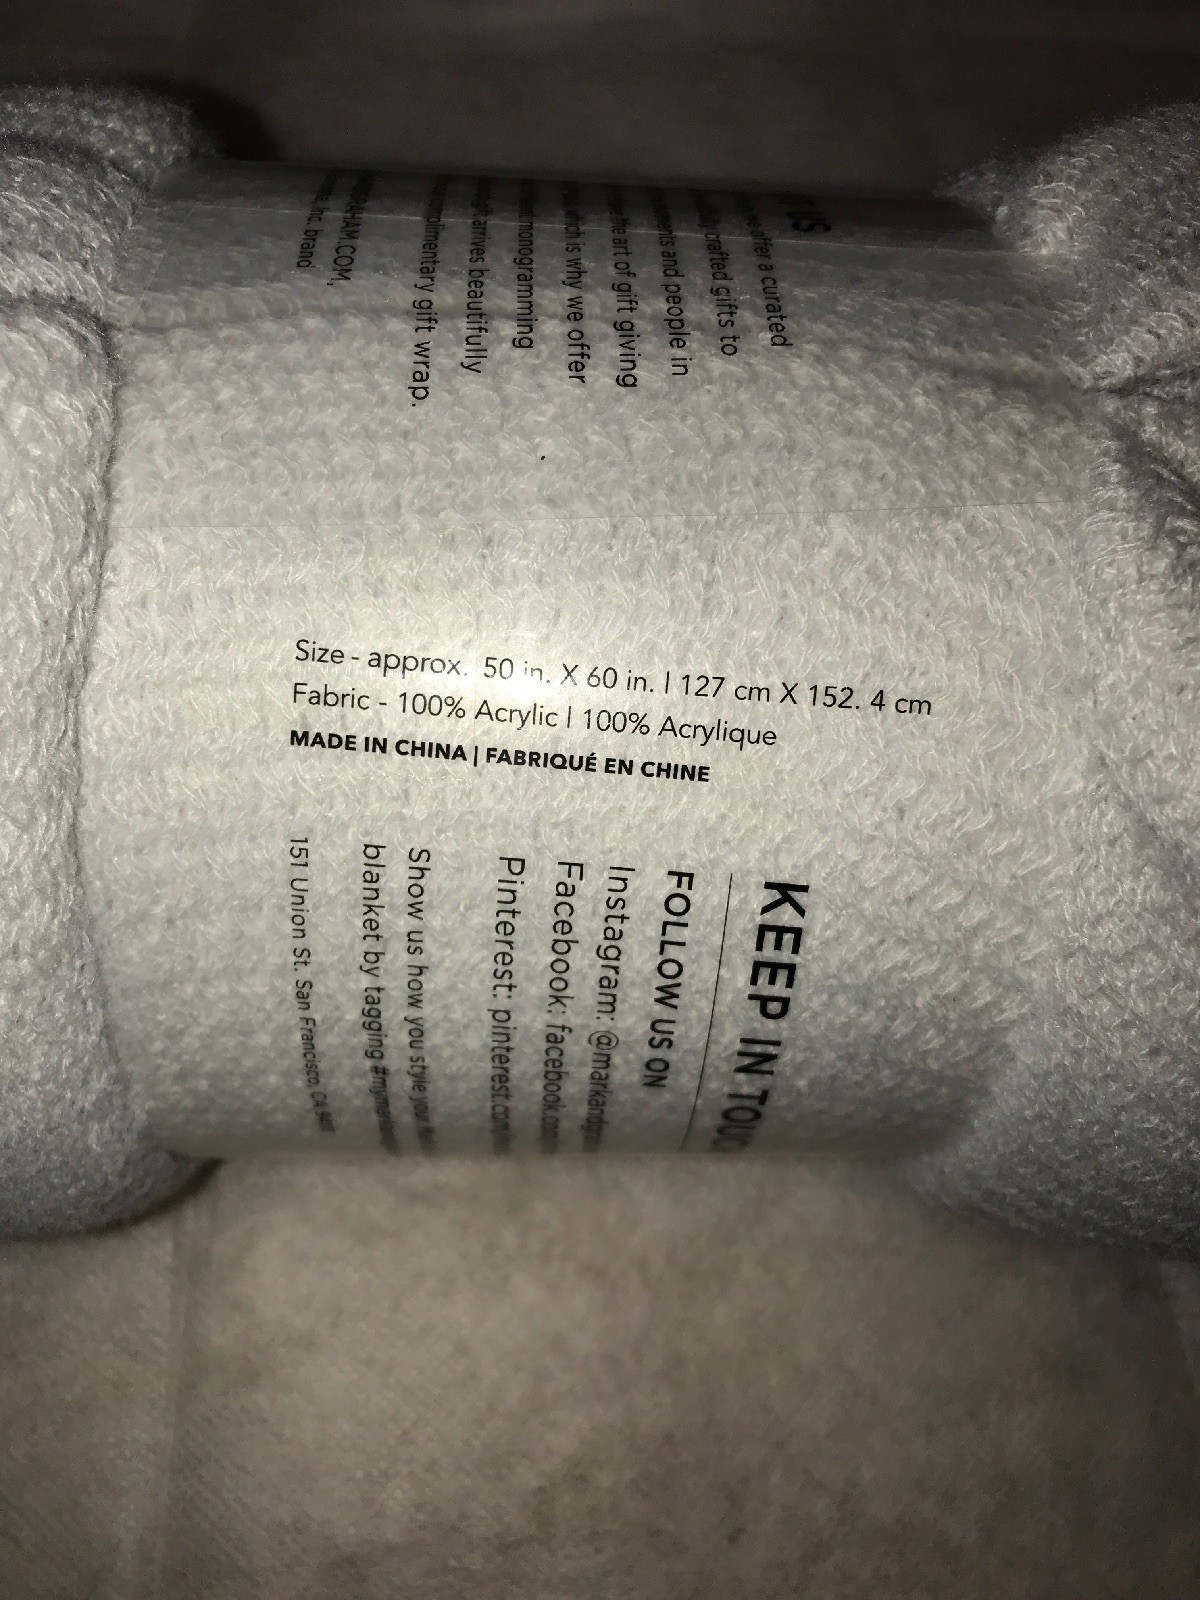 US
offer a curated
crafted gifts to
and people in
the art of gift giving
which is why we offer
monogramming
arrives beautifully
gift wrap.
brand
Size - approx. 50 in. X 60 in. | 127 cm X 152. 4 cm
Fabric - 100% Acrylic | 100% Acrylique
MADE IN CHINA | FABRIQUÉ EN CHINE
KEEP IN
FOLLOW US ON
Instagram:
Facebook:
Pinterest:
Show us how you style your
blanket by tagging
151 Union St. San Francisco, CA